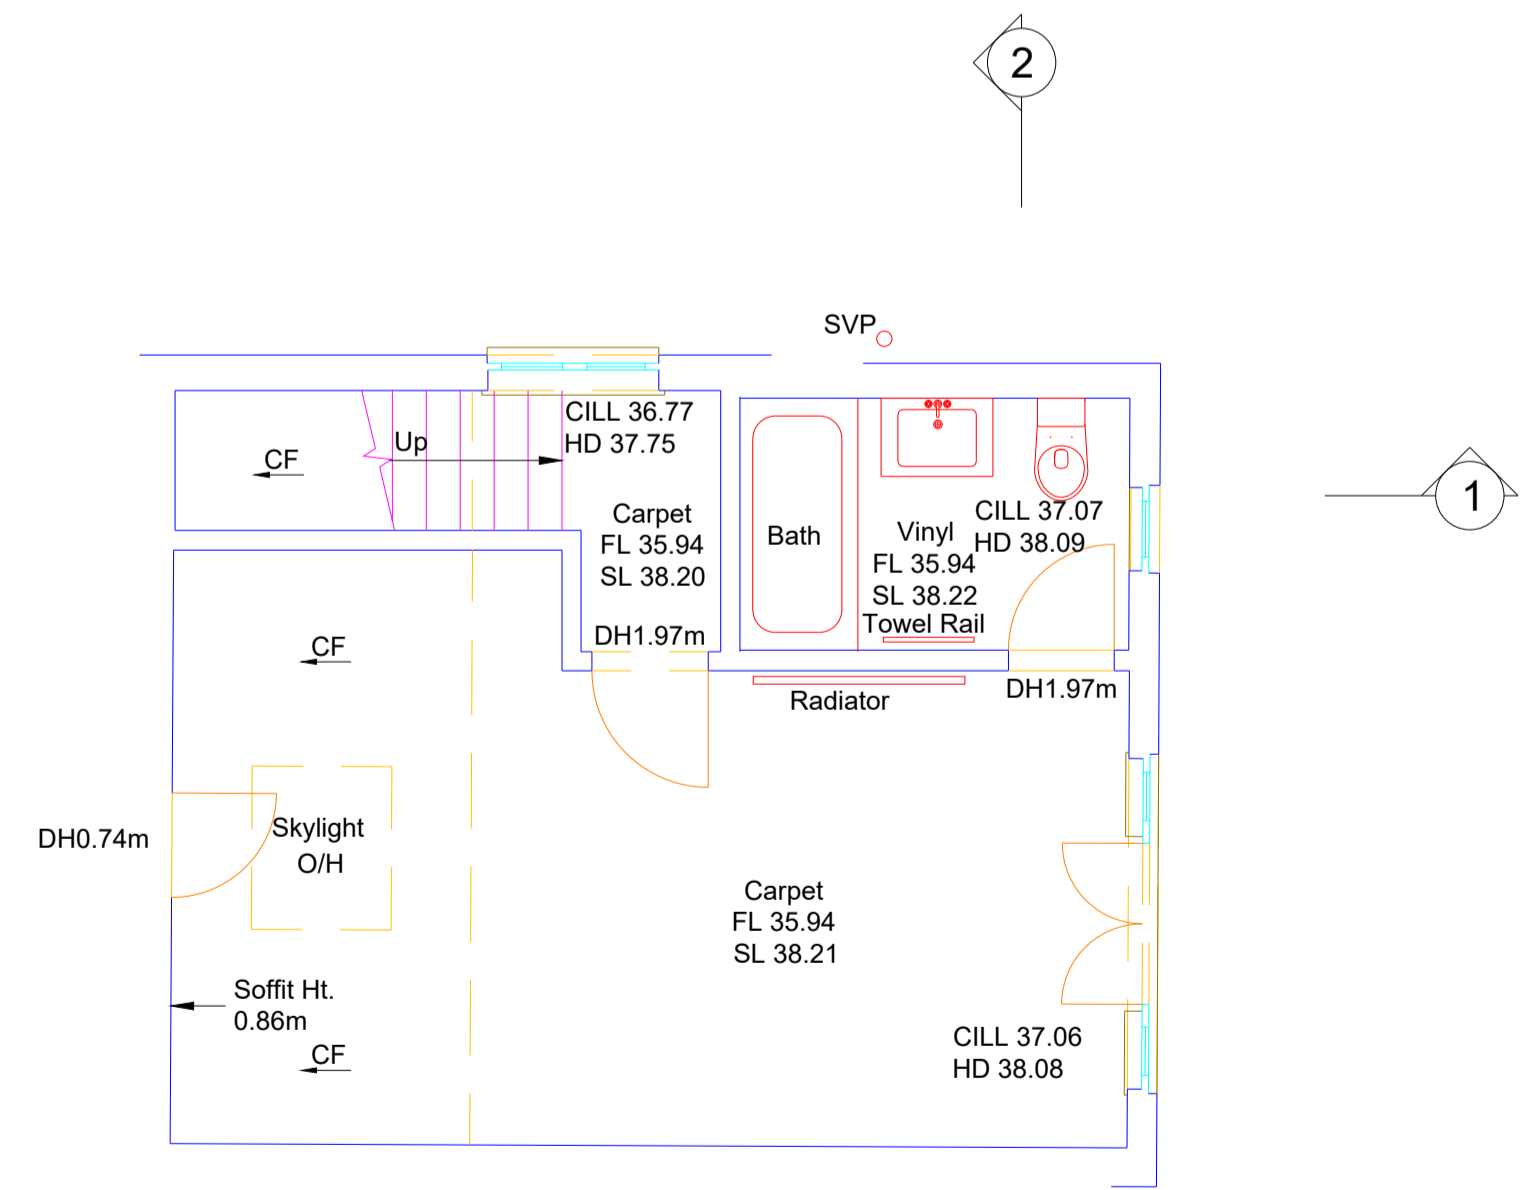 2
SVP
CILL 36.77
HD 37.75
Up
CF
1
Carpet
FL 35.94
SL 38.20
Bath
Vinyl
FL 35.94
SL 38.22
CILL 37.07
HD 38.09
Towel Rail
DH1.97m
CF
Radiator
DH1.97m
DH0.74m
Skylight
O/H
Carpet
FL 35.94
SL 38.21
Soffit Ht.
0.86m
CF
CILL 37.06
HD 38.08